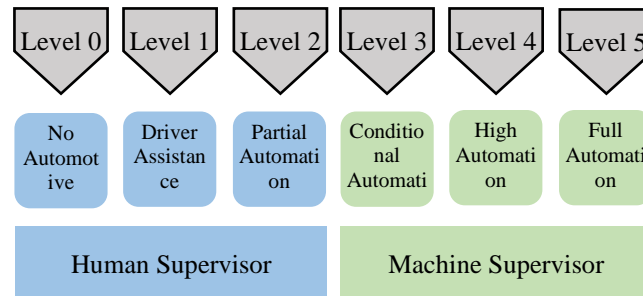 Level 0 Level 1 Level 2 Level 3 Level 4 Level 5
No
Automot
ive
Driver
Assistan
ce
Partial
Automati
on
Conditio
nal
Automati
High
Automati
on
Full
Automati
on
Human Supervisor
Machine Supervisor